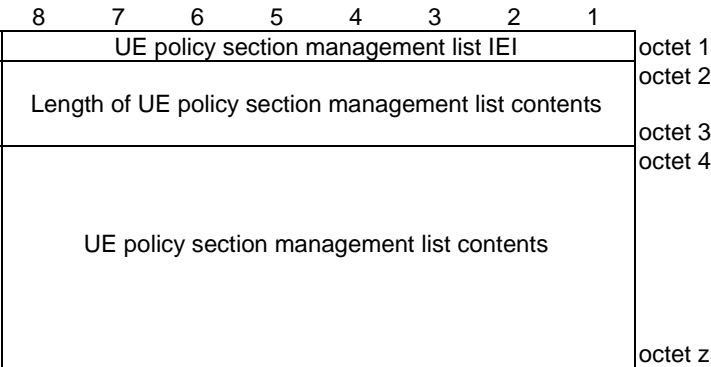 8 7 6 5 4 3 2 1
UE policy section management list IEI octet 1
octet 2
Length of UE policy section management list contents
octet 3
octet 4
UE policy section management list contents
octet z